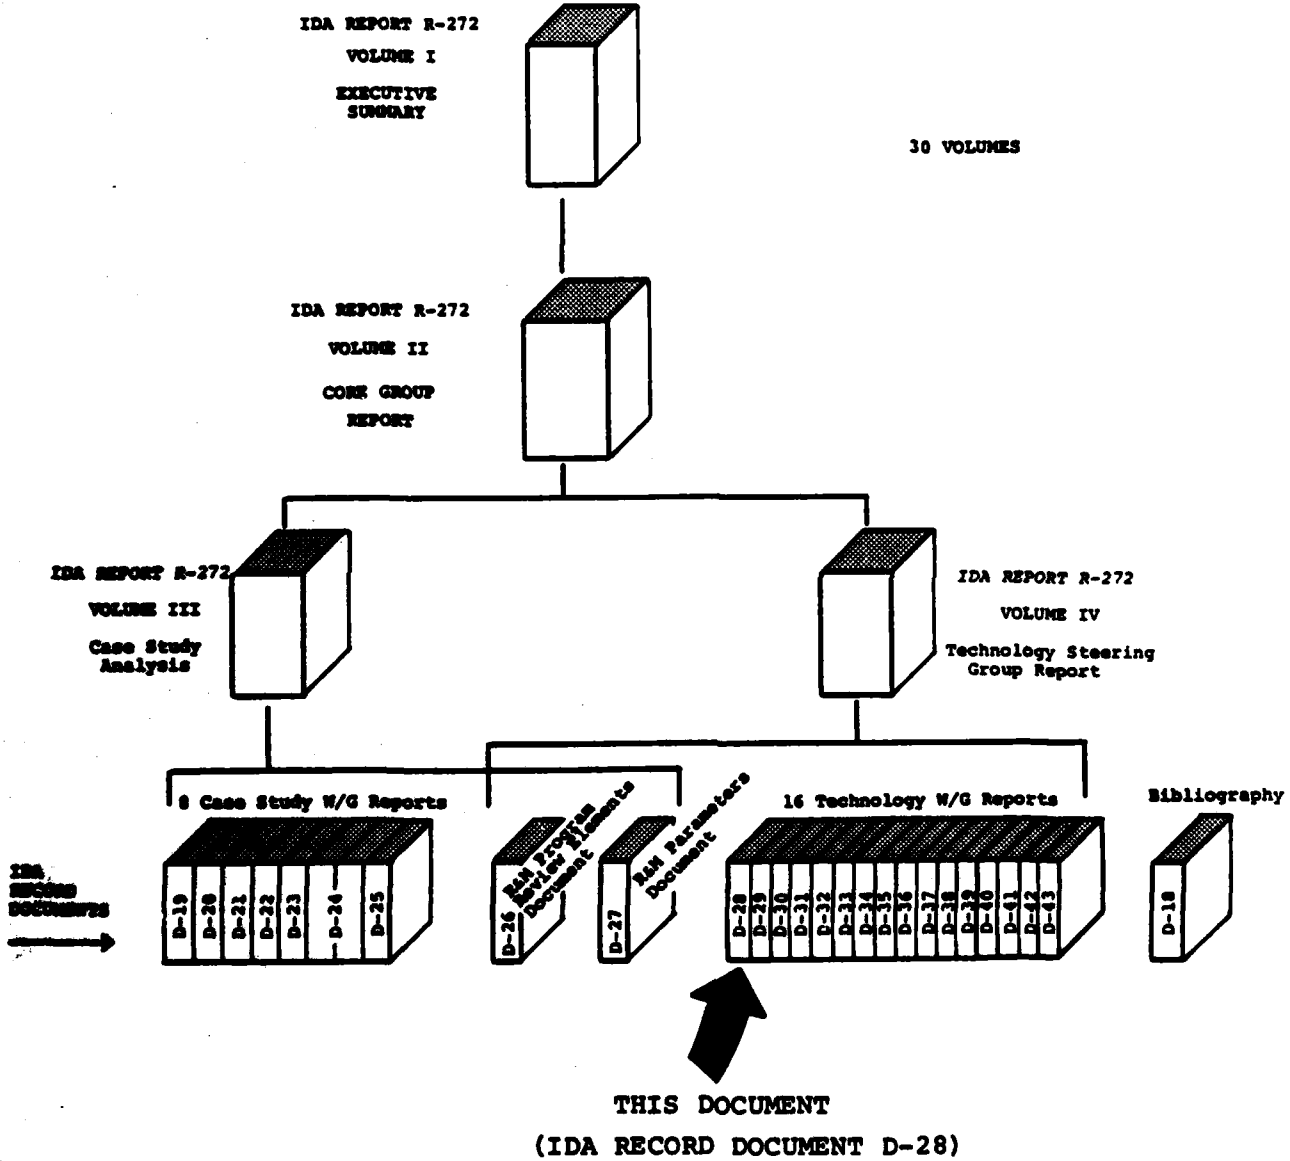 IDA REPORT R-272
VOLUME I
EXECUTIVE
SUMMARY
30 VOLUMES
IDA REPORT R-272
VOLUME II
CORE GROUP
REPORT
IDA REPORT R-272
VOLUME III
Case Study
Analysis
IDA REPORT R-272
VOLUME IV
Technology Steering
Group Report
8 Case Study W/G Reports
R&M Program
Review Elements
Document
R&M Parameters
Document
16 Technology W/G Reports
Bibliography
IDA
RECORD
DOCUMENTS
D-19
D-20
D-21
D-22
D-23
D-24
D-25
D-26
D-27
D-28
D-29
D-30
D-31
D-32
D-33
D-34
D-35
D-36
D-37
D-38
D-39
D-40
D-41
D-42
D-43
D-18
THIS DOCUMENT
(IDA RECORD DOCUMENT D-28)